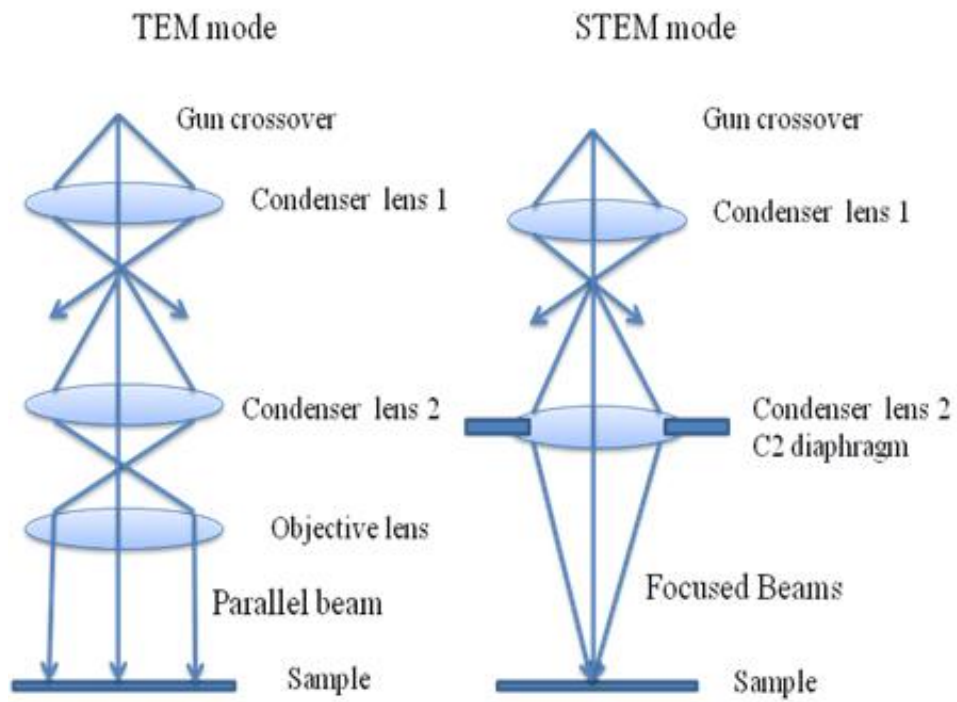 TEM mode
Gun crossover
Condenser lens 1
Condenser lens 2
Objective lens
Parallel beam
Sample
STEM mode
Gun crossover
Condenser lens 1
Condenser lens 2
C2 diaphragm
Focused Beams
Sample